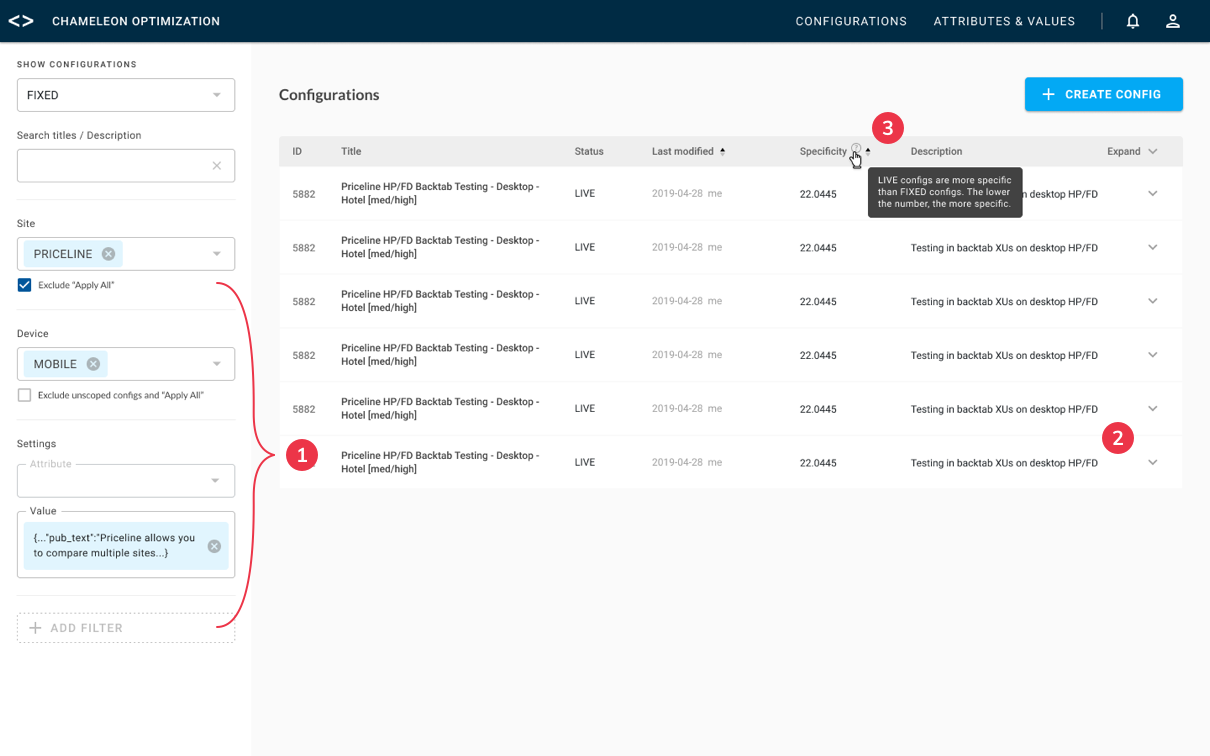 <> CHAMELEON OPTIMIZATION CONFIGURATIONS ATTRIBUTES & VALUES
SHOW CONFIGURATIONS
FIXED
Search titles / Description
Site
PRICELINE
Exclude “Apply All”
Device
MOBILE
Exclude unscoped configs and “Apply All”
Settings
Attribute
Value
{..."pub_text":"Priceline allows you
to compare multiple sites...}
+ ADD FILTER
1
Configurations
+ CREATE CONFIG
3
ID Title Status Last modified Specificity ? Description Expand
LIVE configs are more specific
than FIXED configs. The lower
the number, the more specific.
5882 Priceline HP/FD Backtab Testing - Desktop - LIVE 2019-04-28 me 22.0445 n desktop HP/FD
Hotel [med/high]
5882 Priceline HP/FD Backtab Testing - Desktop - LIVE 2019-04-28 me 22.0445 Testing in backtab XUs on desktop HP/FD
Hotel [med/high]
5882 Priceline HP/FD Backtab Testing - Desktop - LIVE 2019-04-28 me 22.0445 Testing in backtab XUs on desktop HP/FD
Hotel [med/high]
5882 Priceline HP/FD Backtab Testing - Desktop - LIVE 2019-04-28 me 22.0445 Testing in backtab XUs on desktop HP/FD
Hotel [med/high]
5882 Priceline HP/FD Backtab Testing - Desktop - LIVE 2019-04-28 me 22.0445 Testing in backtab XUs on desktop HP/FD
Hotel [med/high]
2
Priceline HP/FD Backtab Testing - Desktop - LIVE 2019-04-28 me 22.0445 Testing in backtab XUs on desktop HP/FD
Hotel [med/high]